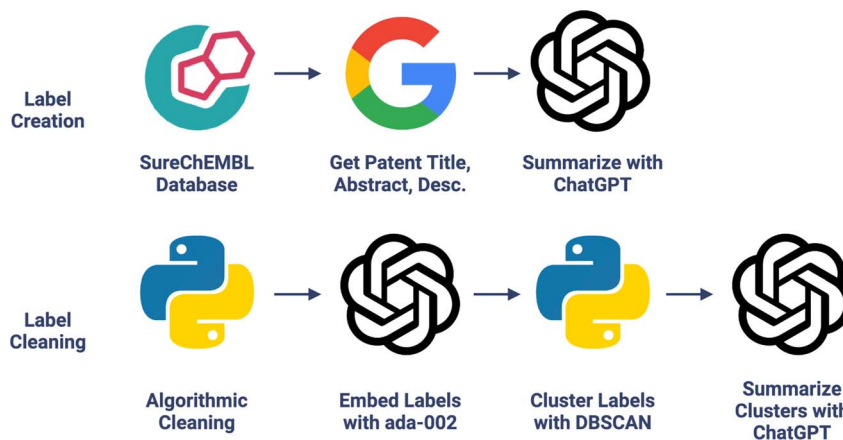 Label
Creation
SureChEMBL
Database
Get Patent Title,
Abstract, Desc.
Summarize with
ChatGPT
Label
Cleaning
Algorithmic
Cleaning
Embed Labels
with ada-002
Cluster Labels
with DBSCAN
Summarize
Clusters with
ChatGPT